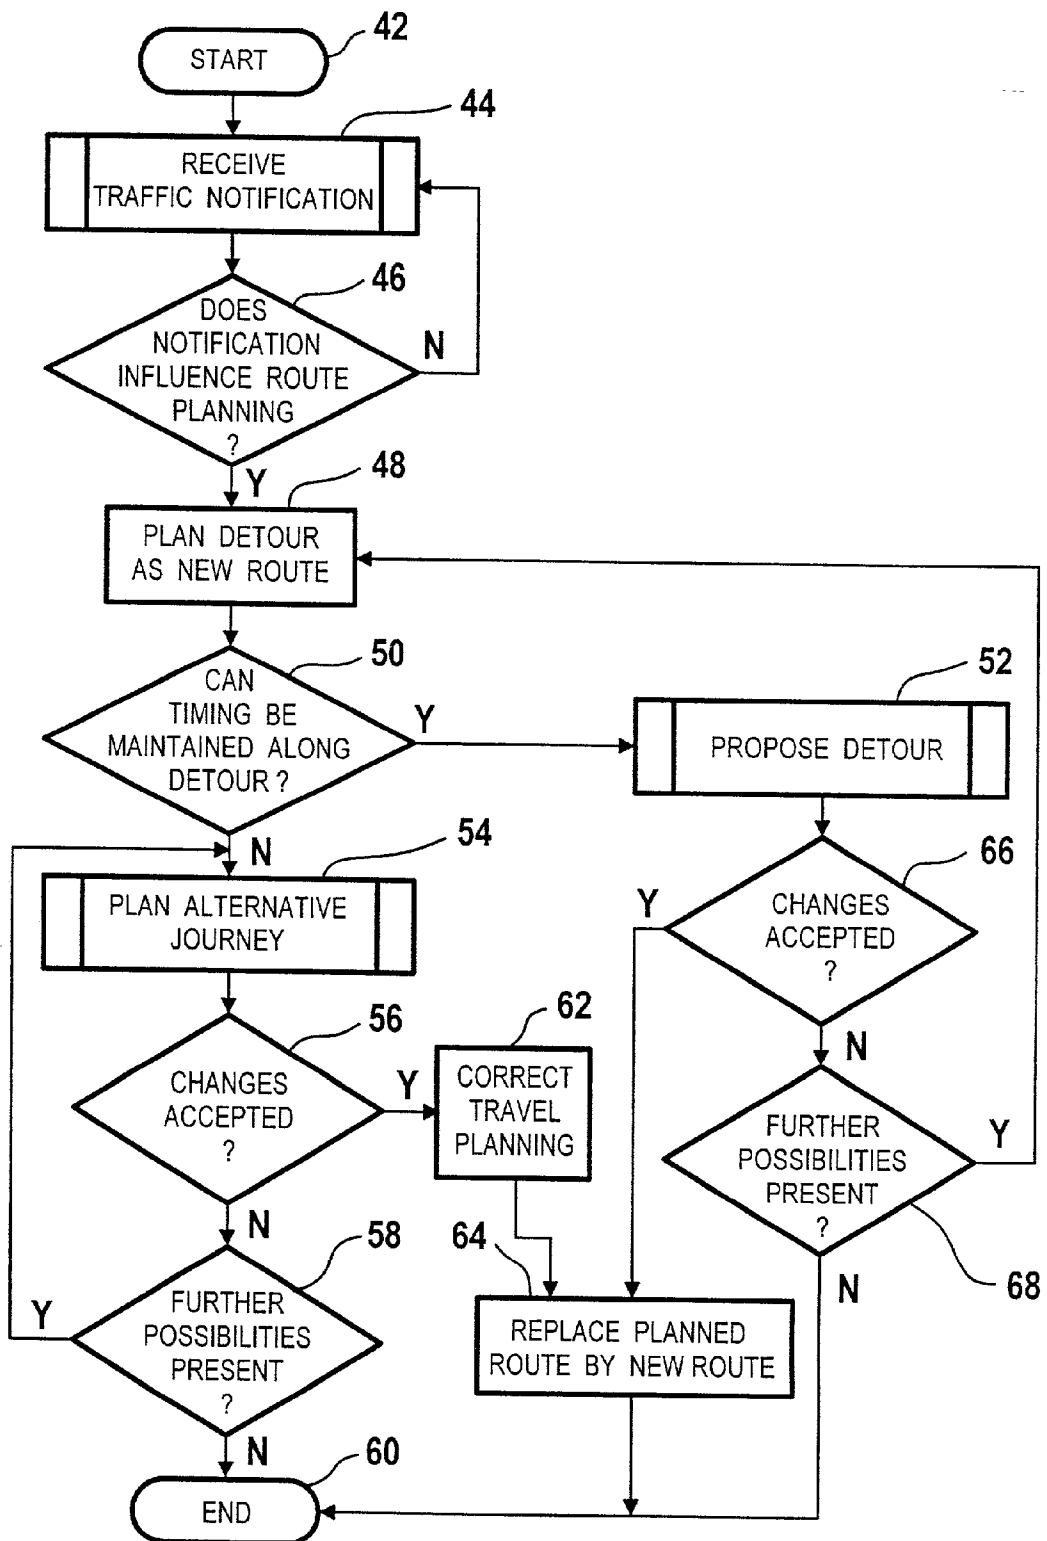 42
START
44
RECEIVE
TRAFFIC NOTIFICATION
46
DOES
NOTIFICATION
INFLUENCE ROUTE
PLANNING
?
N
Y
48
PLAN DETOUR
AS NEW ROUTE
50
CAN
TIMING BE
MAINTAINED ALONG
DETOUR ?
Y
N
52
PROPOSE DETOUR
54
PLAN ALTERNATIVE
JOURNEY
66
CHANGES
ACCEPTED
?
Y
N
56
CHANGES
ACCEPTED
?
Y
N
62
CORRECT
TRAVEL
PLANNING
FURTHER
POSSIBILITIES
PRESENT
?
Y
N
68
58
FURTHER
POSSIBILITIES
PRESENT
?
Y
N
64
REPLACE PLANNED
ROUTE BY NEW ROUTE
60
END